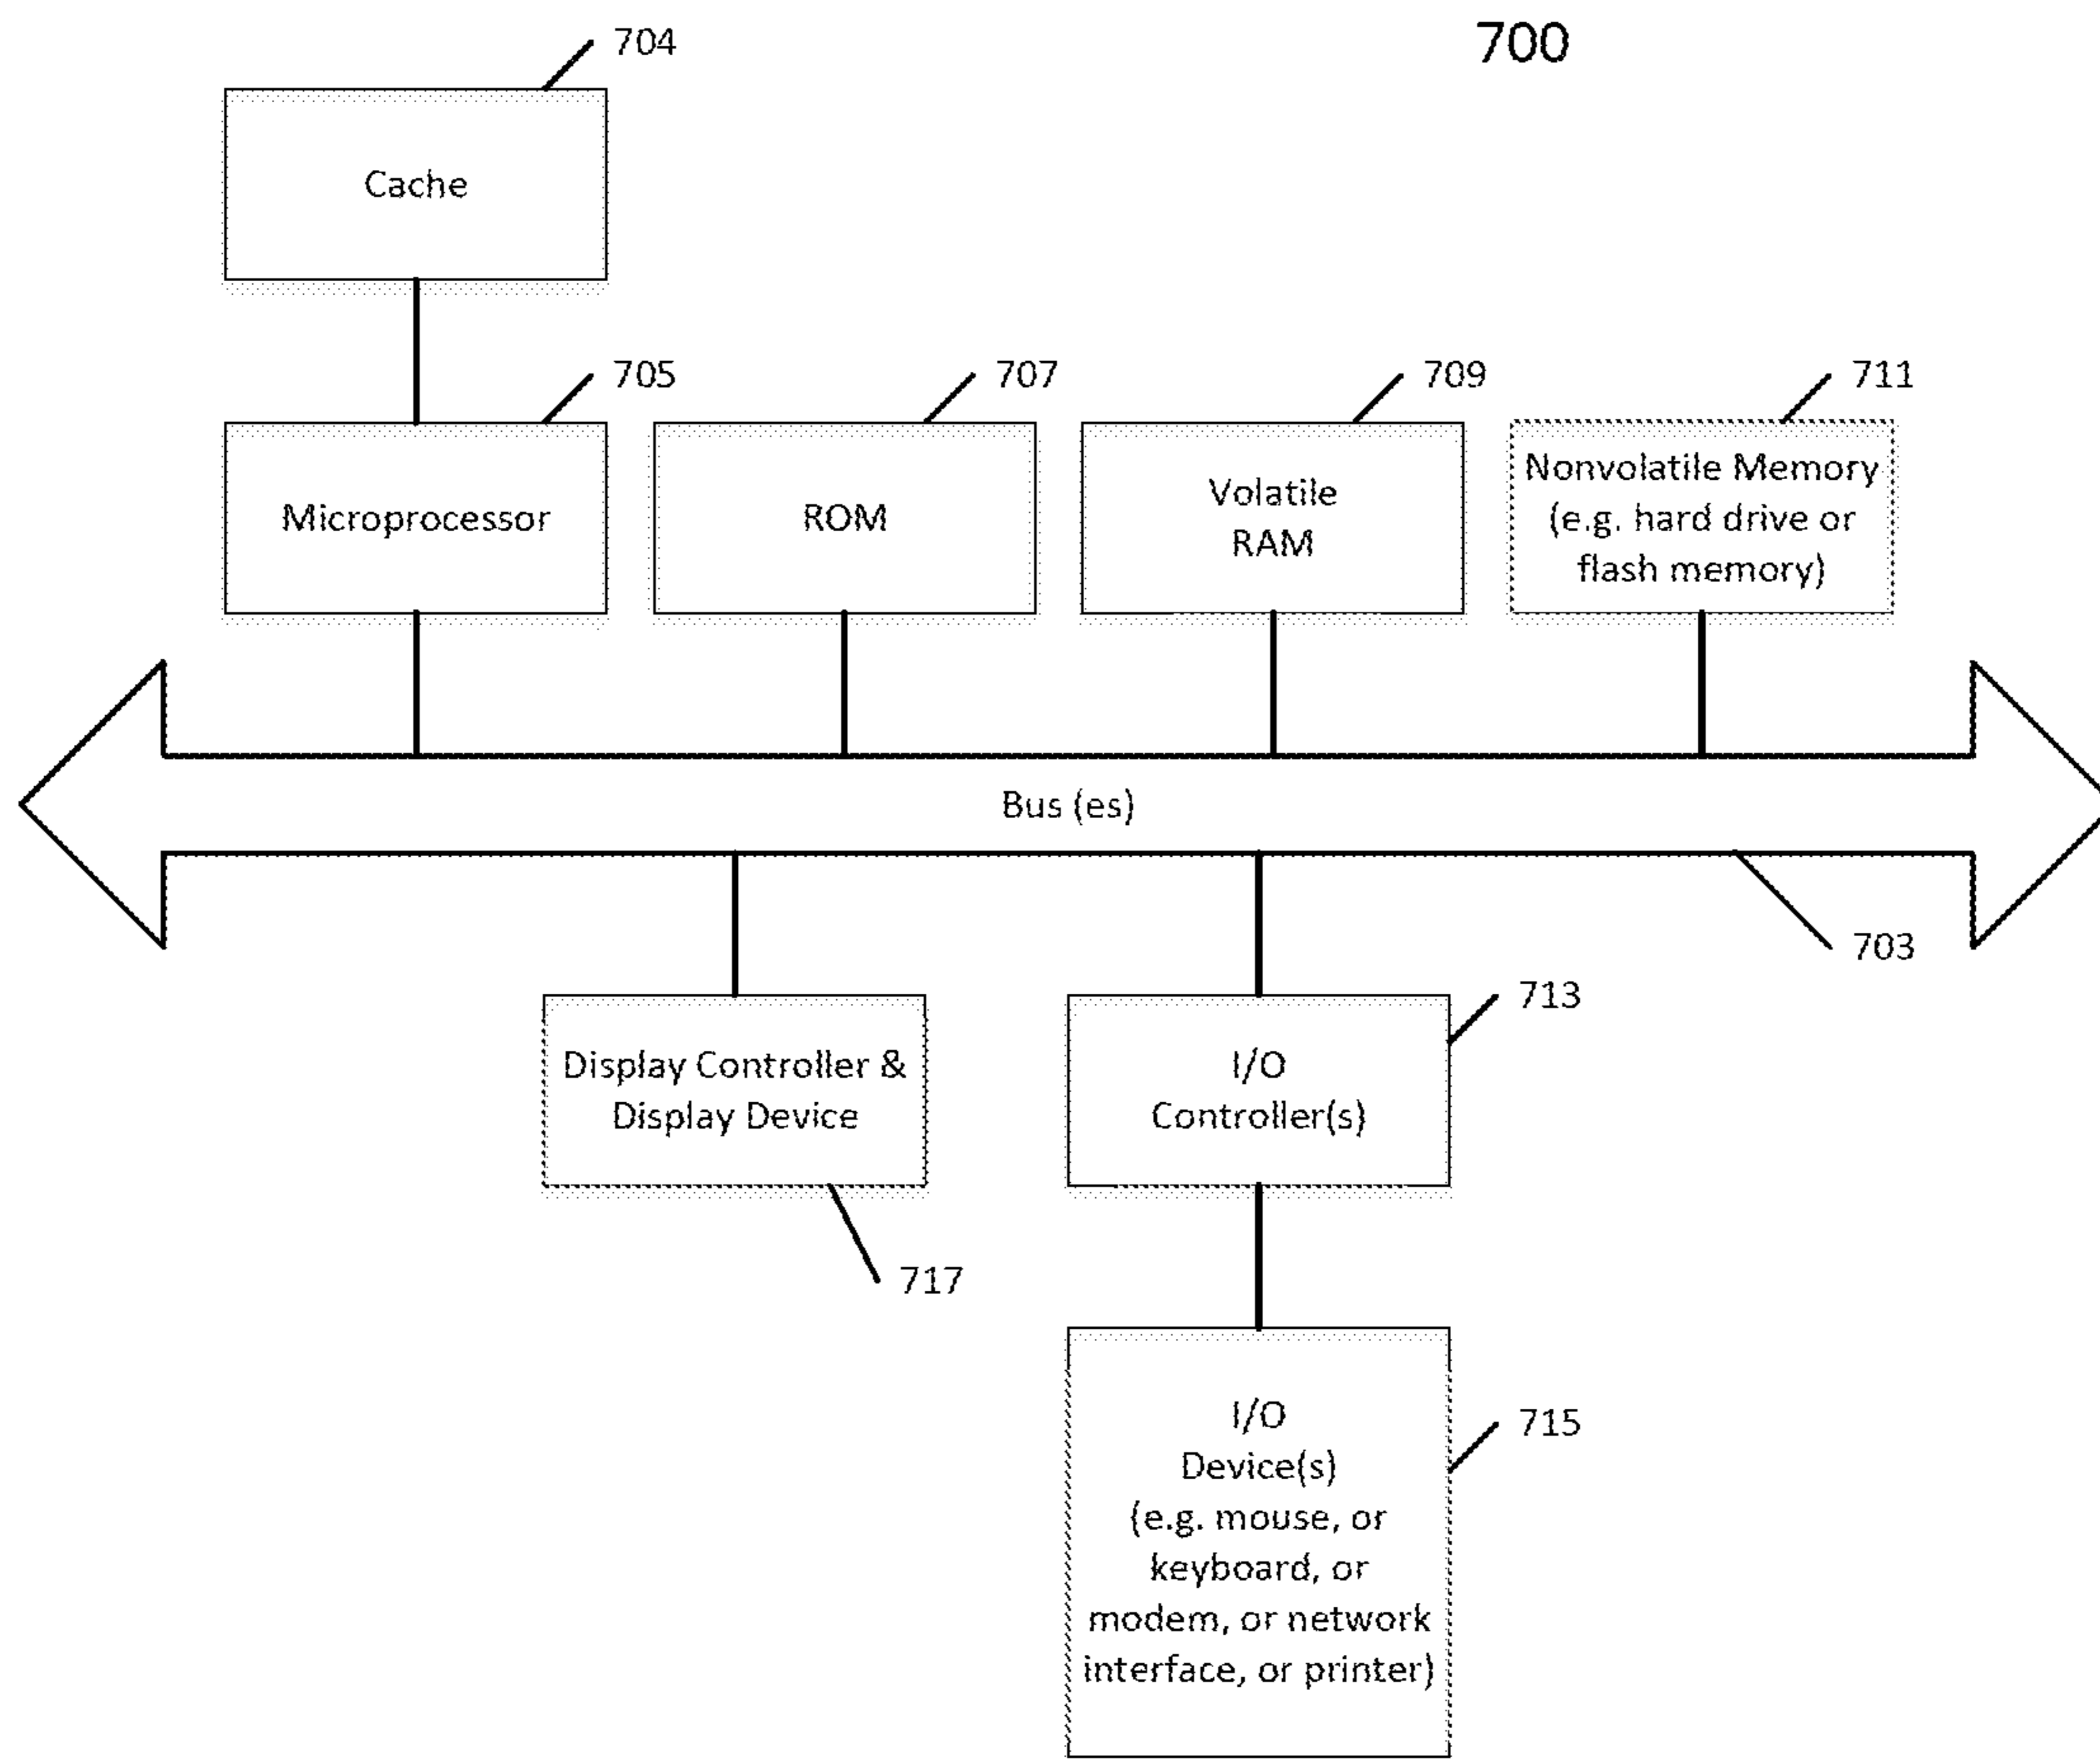 700
704
Cache
705
707
709
711
Microprocessor
ROM
Volatile
RAM
Nonvolatile Memory
(e.g. hard drive or
flash memory)
Bus (es)
703
713
Display Controller &
Display Device
I/O
Controller(s)
717
715
I/O
Device(s)
(e.g. mouse, or
keyboard, or
modem, or network
interface, or printer)